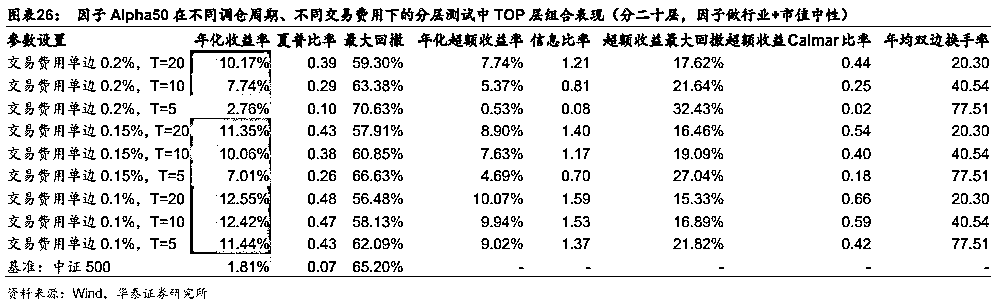 图表26： 因子 Alpha50 在不同调仓周期、不同交易费用下的分层测试中 TOP 层组合表现（分二十层，因子做行业+市值中性）
参数设置 年化收益率 夏普比率 最大回撤 年化超额收益率 信息比率 超额收益最大回撤 超额收益Calmar 比率 年均双边换手率
交易费用单边 0.2%，T=20 10.17% 0.39 59.30% 7.74% 1.21 17.62% 0.44 20.30
交易费用单边 0.2%，T=10 7.74% 0.29 63.38% 5.37% 0.81 21.64% 0.25 40.54
交易费用单边 0.2%，T=5 2.76% 0.10 70.63% 0.53% 0.08 32.43% 0.02 77.51
交易费用单边 0.15%，T=20 11.35% 0.43 57.91% 8.90% 1.40 16.46% 0.54 20.30
交易费用单边 0.15%，T=10 10.06% 0.38 60.85% 7.63% 1.17 19.09% 0.40 40.54
交易费用单边 0.15%，T=5 7.01% 0.26 66.63% 4.69% 0.70 27.04% 0.18 77.51
交易费用单边 0.1%，T=20 12.55% 0.48 56.48% 10.07% 1.59 15.33% 0.66 20.30
交易费用单边 0.1%，T=10 12.42% 0.47 58.13% 9.94% 1.53 16.89% 0.59 40.54
交易费用单边 0.1%，T=5 11.44% 0.43 62.09% 9.02% 1.37 21.82% 0.42 77.51
基准：中证 500 1.81% 0.07 65.20% - - - - -
资料来源：Wind，华泰证券研究所